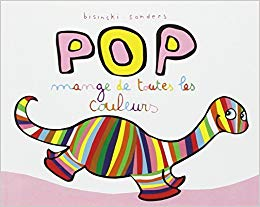 bisinski - sanders
POP
mange de toutes les
couleurs